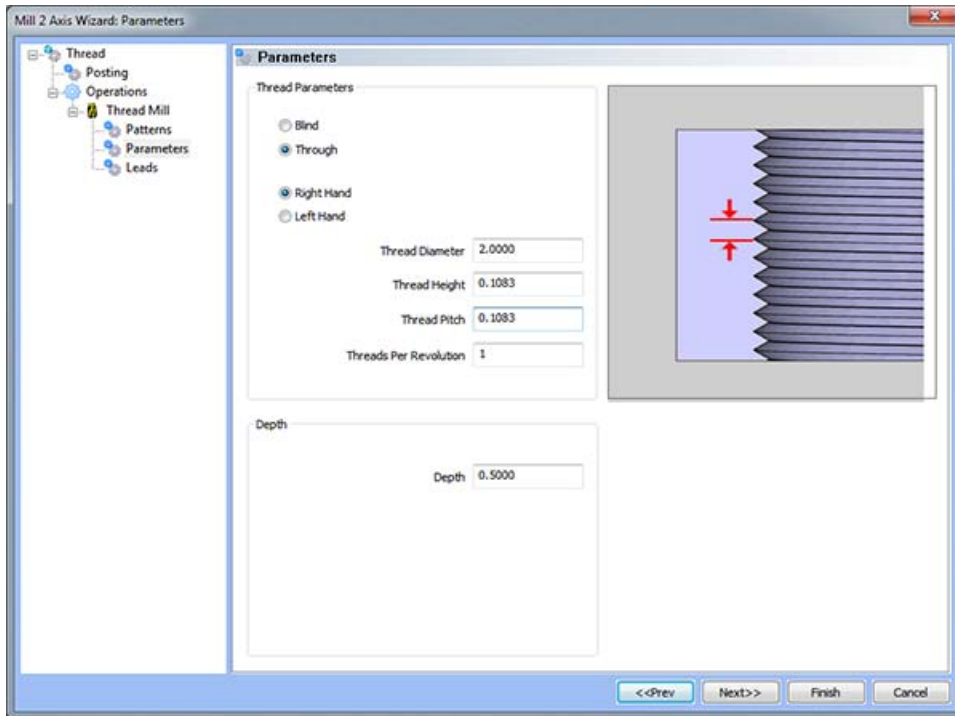 Mill 2 Axis Wizard: Parameters
Thread
Posting
Operations
Thread Mill
Patterns
Parameters
Leads
Parameters
Thread Parameters
Blind
Through
Right Hand
Left Hand
Thread Diameter 2.0000
Thread Height 0.1083
Thread Pitch 0.1083
Threads Per Revolution 1
Depth
Depth 0.5000
<<Prev Next>> Finish Cancel